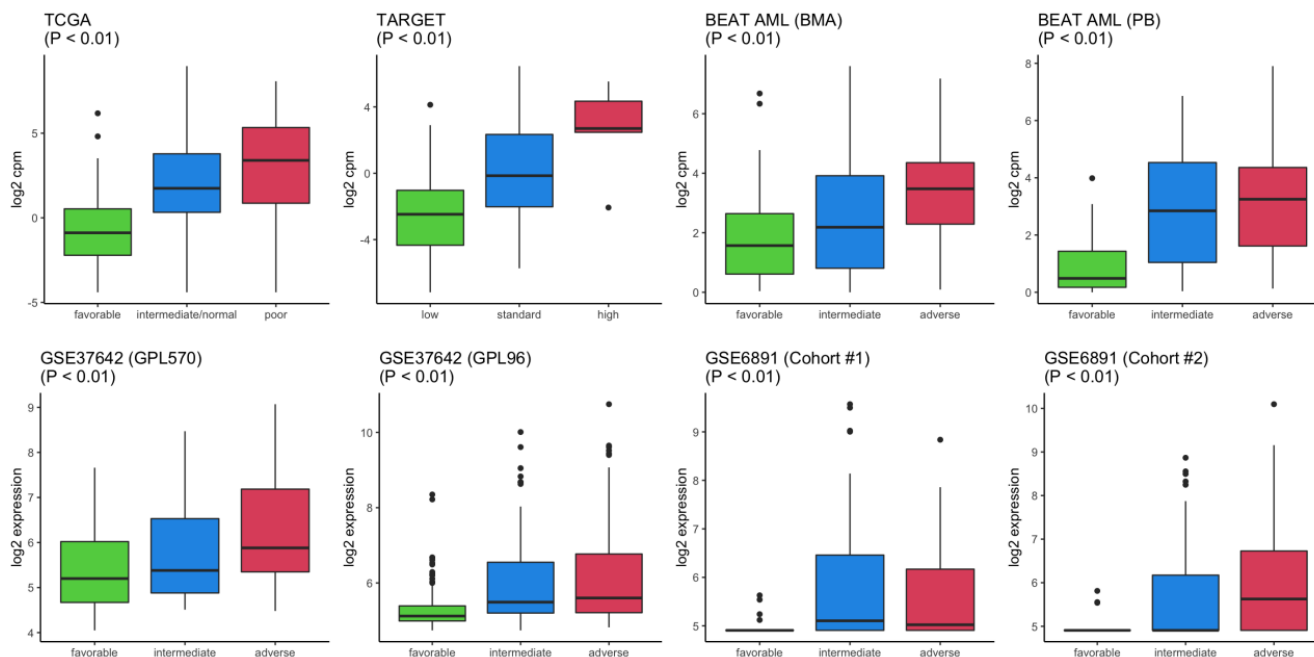 TCGA
(P < 0.01)
log2 cpm
5
0
-5
favorable
intermediate/normal
poor
TARGET
(P < 0.01)
log2 cpm
4
0
-4
low
standard
high
BEAT AML (BMA)
(P < 0.01)
log2 cpm
6
4
2
0
favorable
intermediate
adverse
BEAT AML (PB)
(P < 0.01)
log2 cpm
8
6
4
2
0
favorable
intermediate
adverse
GSE37642 (GPL570)
(P < 0.01)
log2 expression
9
8
7
6
5
4
favorable
intermediate
adverse
GSE37642 (GPL96)
(P < 0.01)
log2 expression
10
8
6
favorable
intermediate
adverse
GSE6891 (Cohort #1)
(P < 0.01)
log2 expression
9
8
7
6
5
favorable
intermediate
adverse
GSE6891 (Cohort #2)
(P < 0.01)
log2 expression
10
9
8
7
6
5
favorable
intermediate
adverse